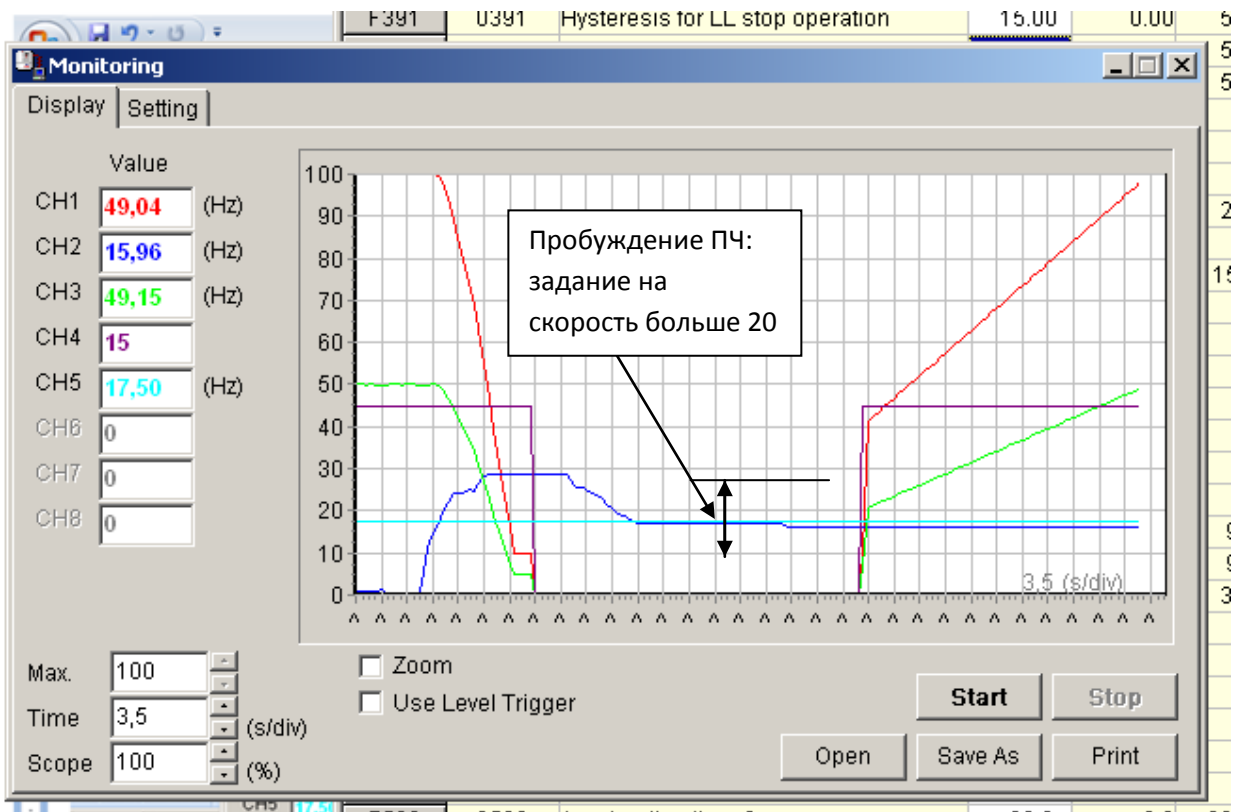 F391 0391 Hysteresis for LL stop operation 15.00 0.00
Monitoring
Display Setting
Value
CH1 49,04 (Hz)
CH2 15,96 (Hz)
CH3 49,15 (Hz)
CH4 15
CH5 17,50 (Hz)
CH6 0
CH7 0
CH8 0
100
90
80
70
60
50
40
30
20
10
0
Пробуждение ПЧ:
задание на
скорость больше 20
3,5 (s/div)
^ ^ ^ ^ ^ ^ ^ ^ ^ ^ ^ ^ ^ ^ ^ ^ ^ ^ ^ ^ ^ ^ ^ ^ ^ ^ ^ ^ ^ ^ ^ ^
Max. 100
Time 3,5 (s/div)
Scope 100 (%)
Zoom
Use Level Trigger
Start Stop
Open Save As Print
CH5